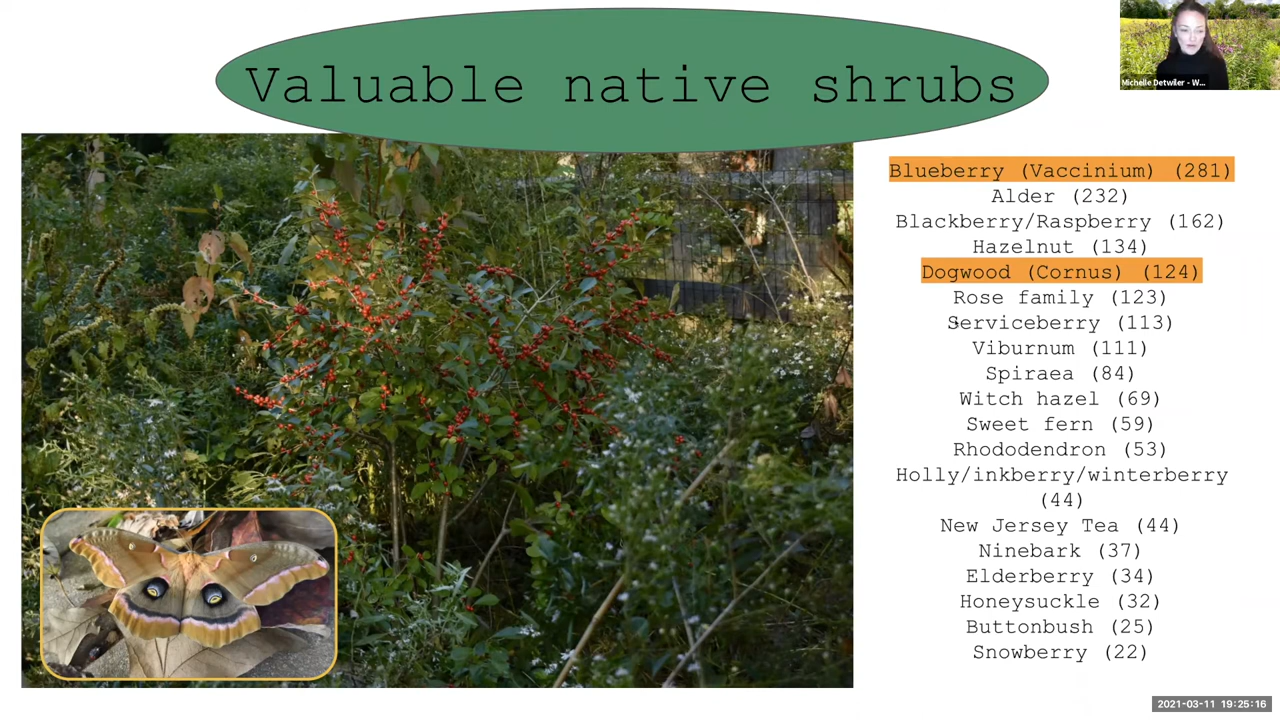 Valuable native shrubs
Michelle Detwiler - W...
Blueberry (Vaccinium) (281)
Alder (232)
Blackberry/Raspberry (162)
Hazelnut (134)
Dogwood (Cornus) (124)
Rose family (123)
Serviceberry (113)
Viburnum (111)
Spiraea (84)
Witch hazel (69)
Sweet fern (59)
Rhododendron (53)
Holly/inkberry/winterberry
(44)
New Jersey Tea (44)
Ninebark (37)
Elderberry (34)
Honeysuckle (32)
Buttonbush (25)
Snowberry (22)
2021-03-11 19:25:16